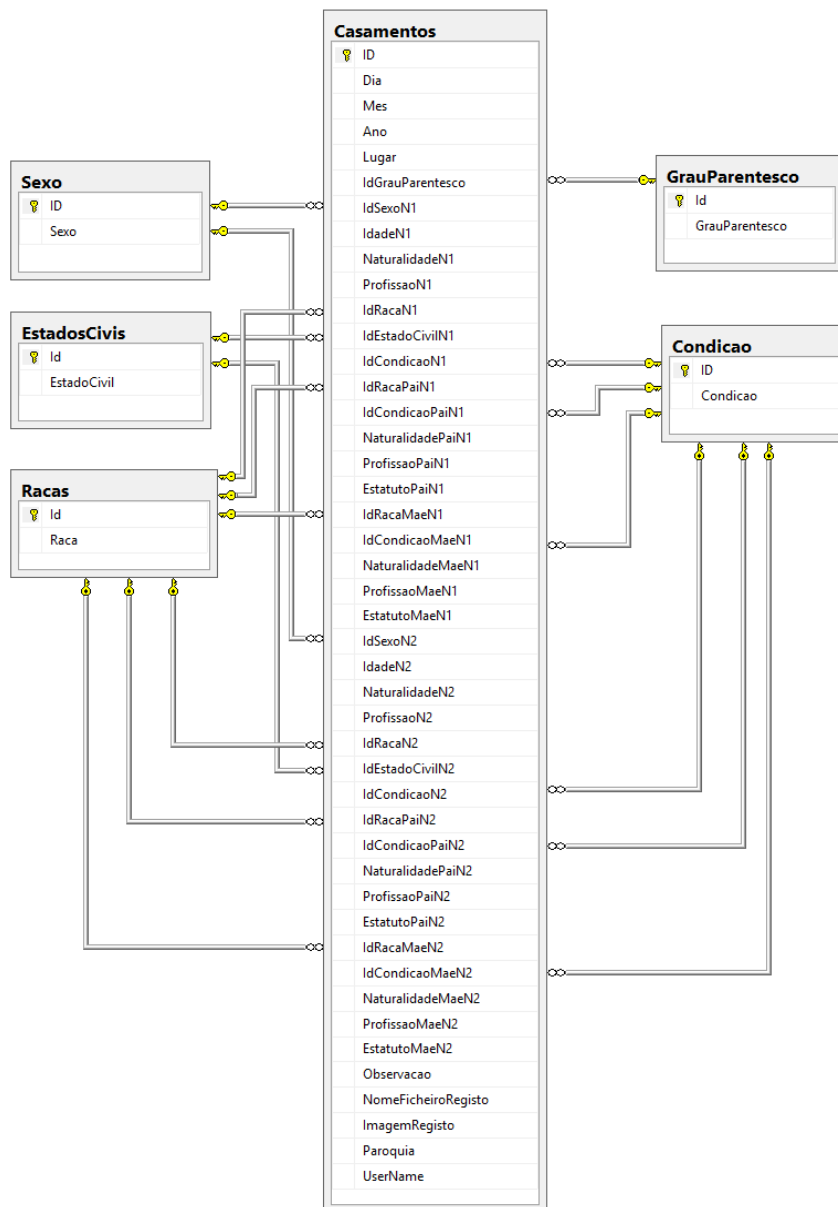 Casamentos
ID
Dia
Mes
Ano
Lugar
IdGrauParentesco
IdSexoN1
IdadeN1
NaturalidadeN1
ProfissaoN1
IdRacaN1
IdEstadoCivilN1
IdCondicaoN1
IdRacaPaiN1
IdCondicaoPaiN1
NaturalidadePaiN1
ProfissaoPaiN1
EstatutoPaiN1
IdRacaMaeN1
IdCondicaoMaeN1
NaturalidadeMaeN1
ProfissaoMaeN1
EstatutoMaeN1
IdSexoN2
IdadeN2
NaturalidadeN2
ProfissaoN2
IdRacaN2
IdEstadoCivilN2
IdCondicaoN2
IdRacaPaiN2
IdCondicaoPaiN2
NaturalidadePaiN2
ProfissaoPaiN2
EstatutoPaiN2
IdRacaMaeN2
IdCondicaoMaeN2
NaturalidadeMaeN2
ProfissaoMaeN2
EstatutoMaeN2
Observacao
NomeFicheiroRegisto
ImagemRegisto
Paroquia
UserName
Sexo
ID
Sexo
EstadosCivis
Id
EstadoCivil
Racas
Id
Raca
GrauParentesco
Id
GrauParentesco
Condicao
ID
Condicao